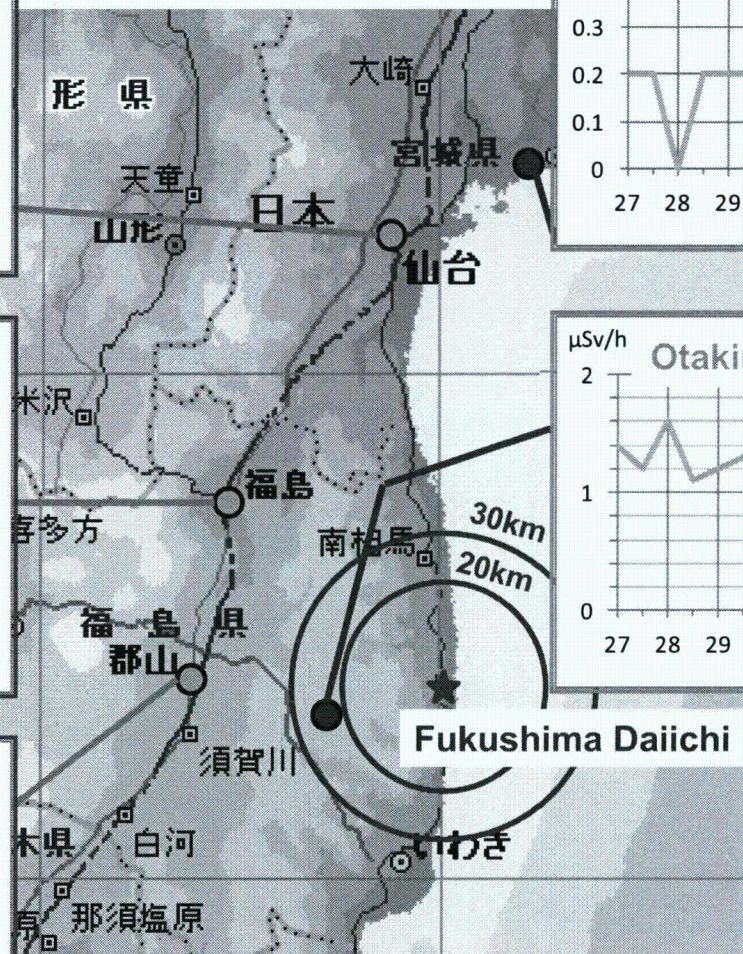 0.3
0.2
0.1
0
27 28 29
大崎
形 県
宮城県
天童
日本
山形
仙台
μSv/h
2
1
0
27 28 29
米沢
福島
喜多方
南相馬
30km
20km
福 島 県
郡山
Fukushima Daiichi
須賀川
木県
白河
いわき
那須塩原